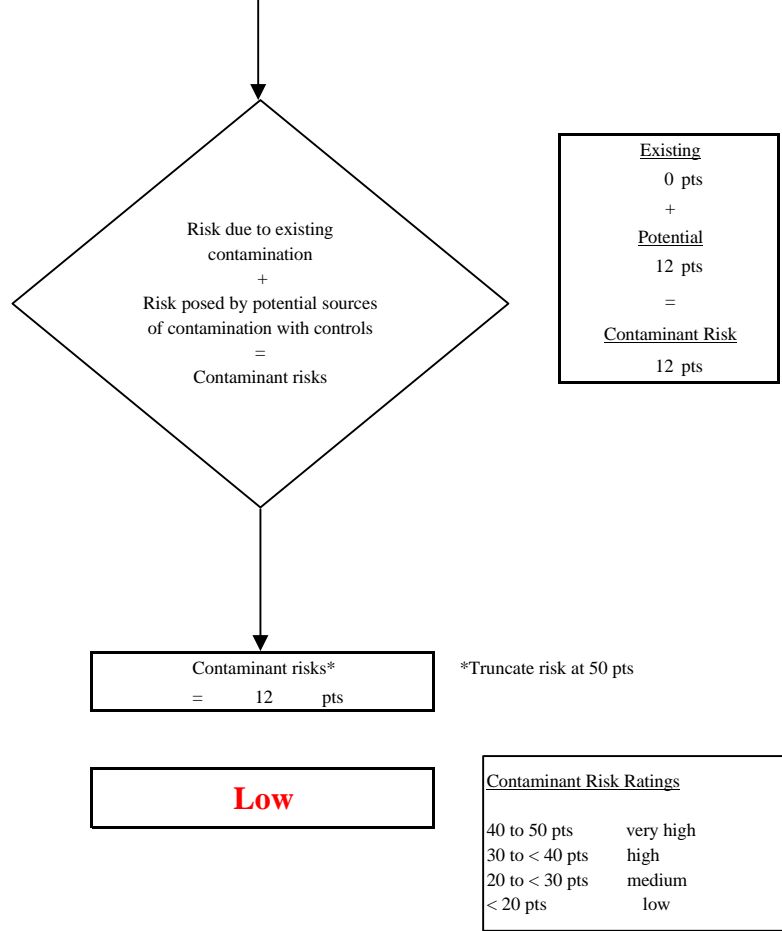 Risk due to existing
contamination
+
Risk posed by potential sources
of contamination with controls
=
Contaminant risks
Existing
0 pts
+
Potential
12 pts
=
Contaminant Risk
12 pts
Contaminant risks*
= 12 pts
*Truncate risk at 50 pts
Low
Contaminant Risk Ratings
40 to 50 pts very high
30 to < 40 pts high
20 to < 30 pts medium
< 20 pts low